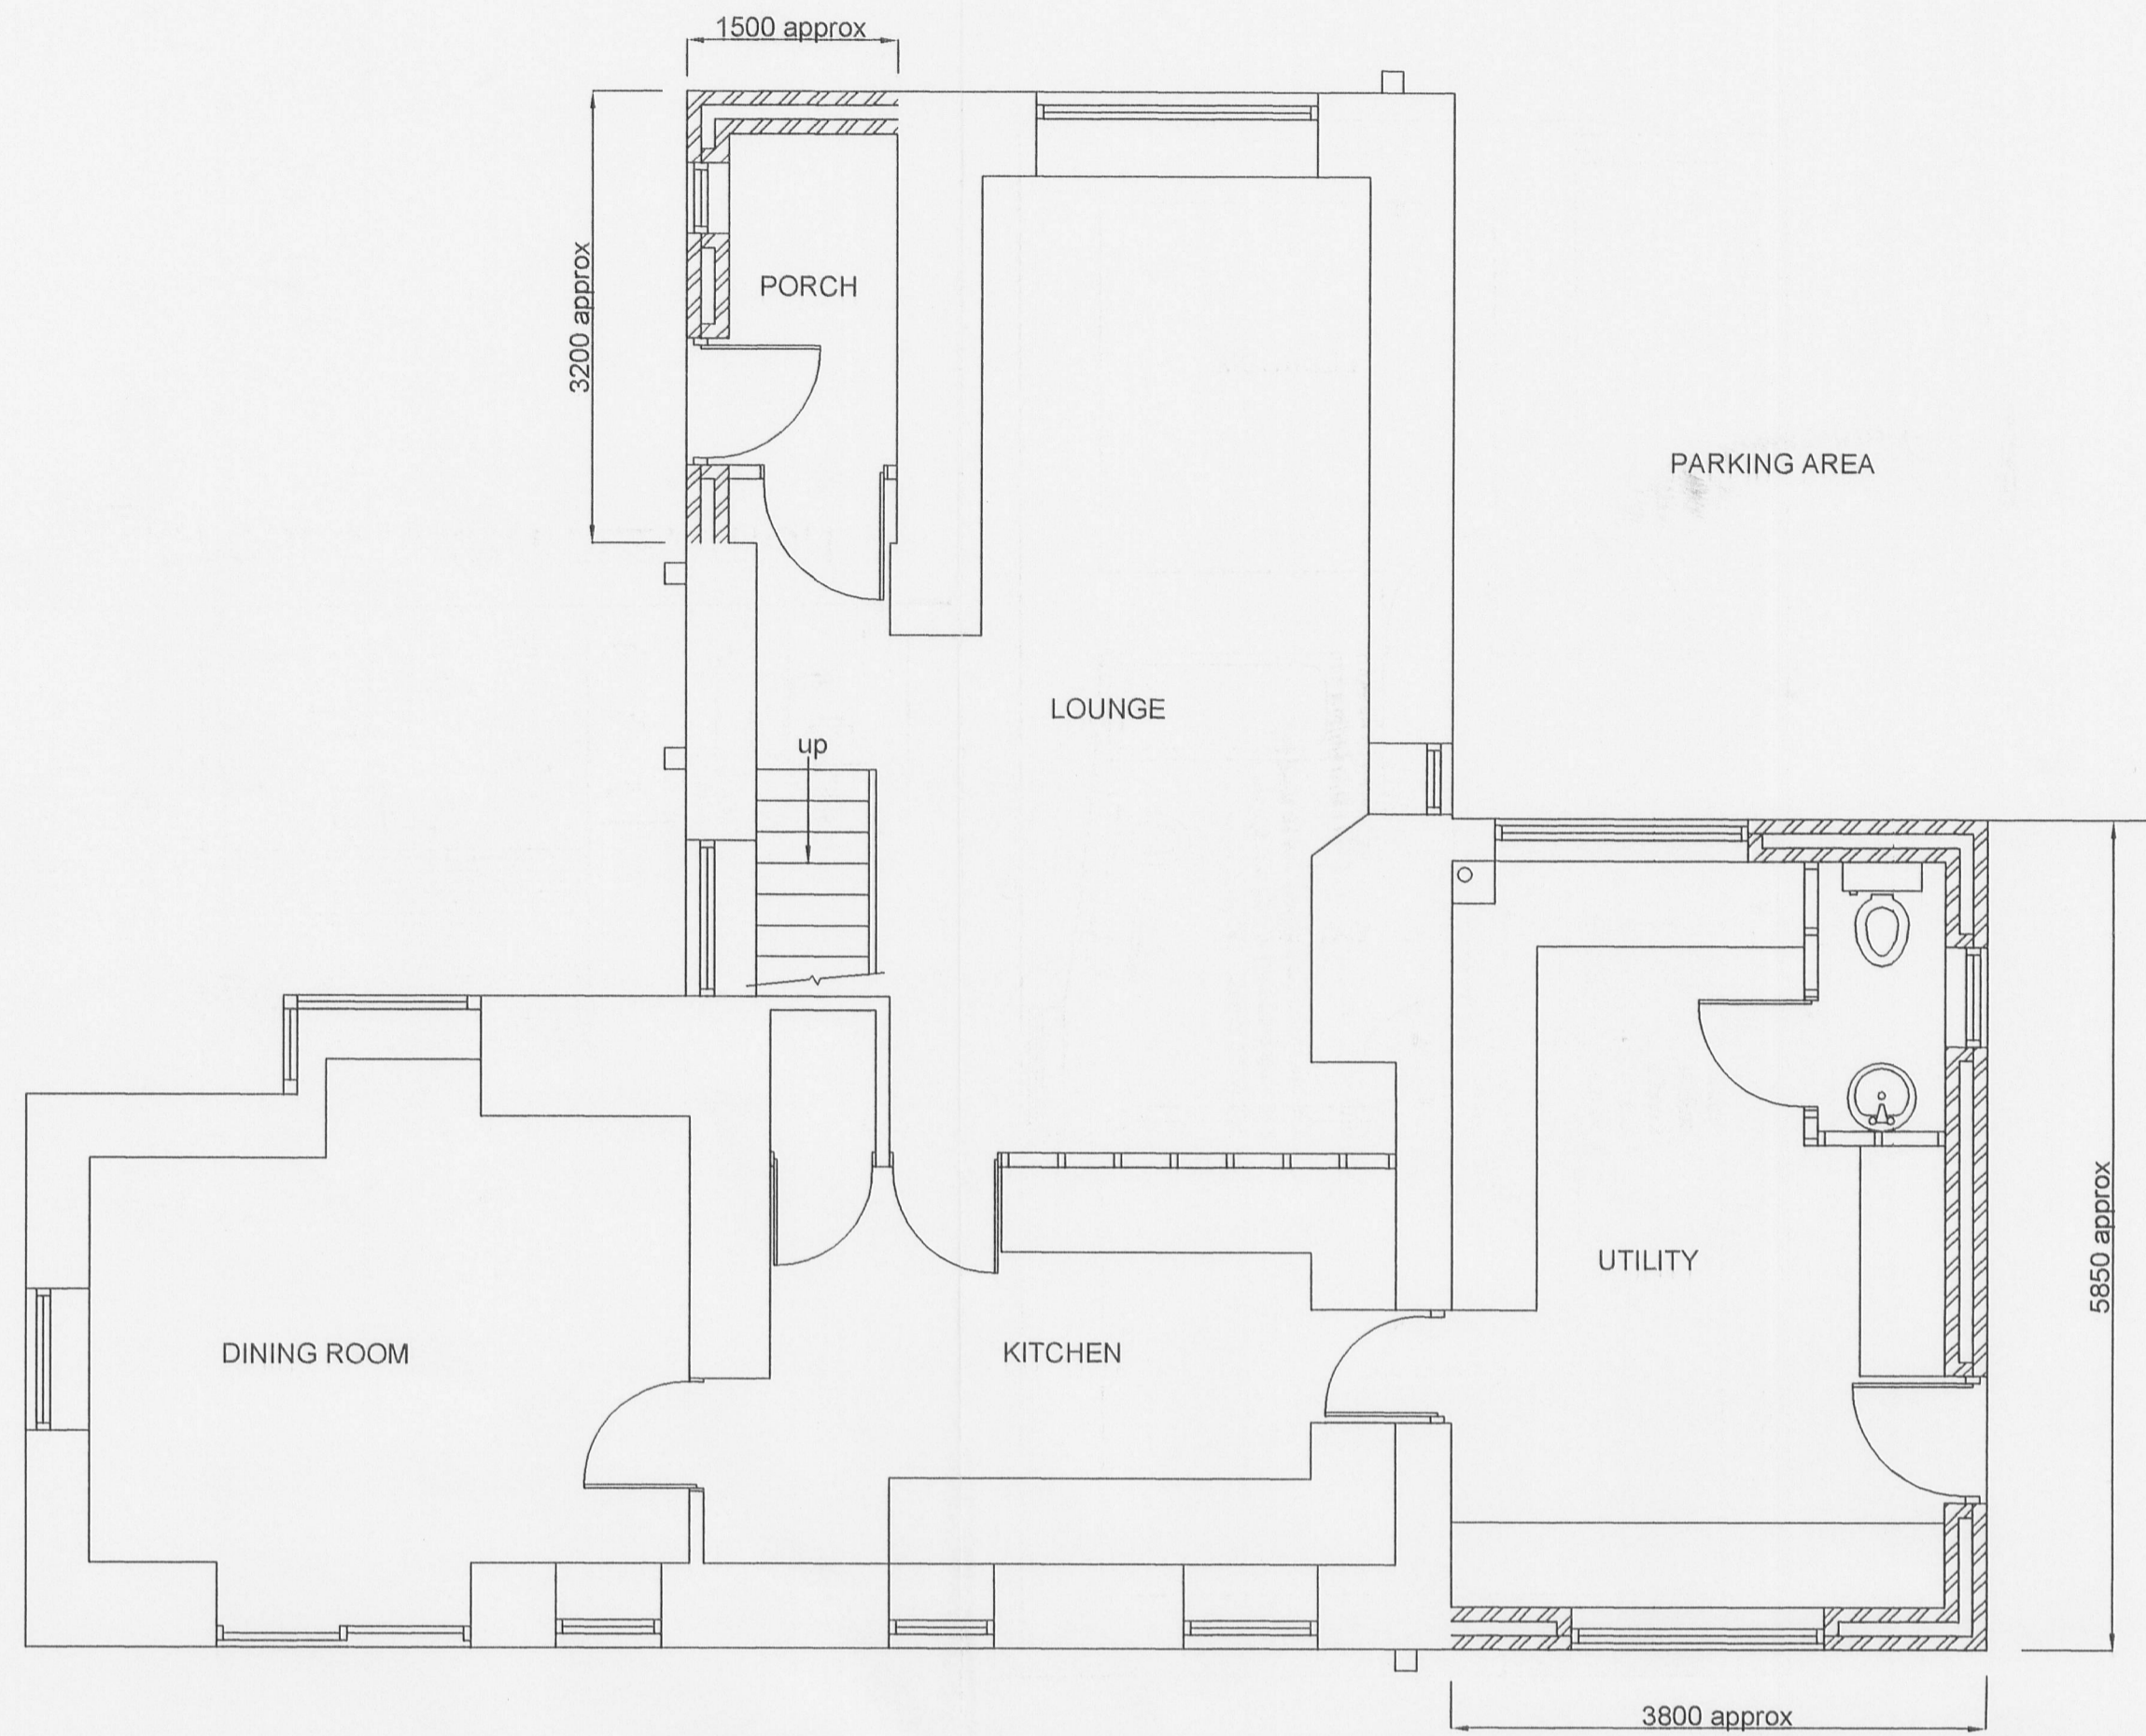 1500 approx
3200 approx
PORCH
PARKING AREA
LOUNGE
up
5850 approx
UTILITY
DINING ROOM
KITCHEN
3800 approx